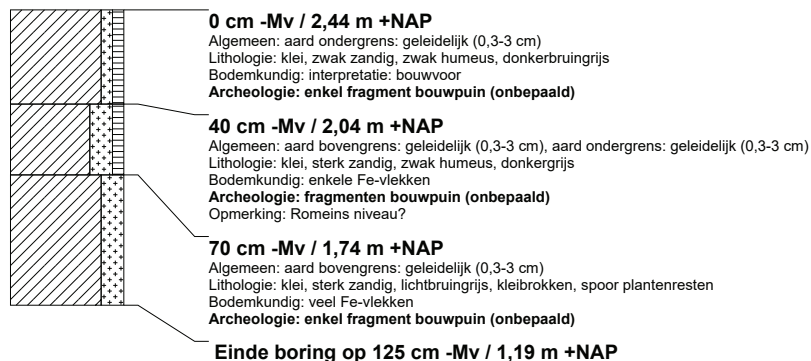 0 cm -Mv / 2,44 m +NAP
Algemeen: aard ondergrens: geleidelijk (0,3-3 cm)
Lithologie: klei, zwak zandig, zwak humeus, donkerbruingrijs
Bodemkundig: interpretatie: bouwvoor
Archeologie: enkel fragment bouwpuin (onbepaald)
40 cm -Mv / 2,04 m +NAP
Algemeen: aard bovengrens: geleidelijk (0,3-3 cm), aard ondergrens: geleidelijk (0,3-3 cm)
Lithologie: klei, sterk zandig, zwak humeus, donkergrijs
Bodemkundig: enkele Fe-vlekken
Archeologie: fragmenten bouwpuin (onbepaald)
Opmerking: Romeins niveau?
70 cm -Mv / 1,74 m +NAP
Algemeen: aard bovengrens: geleidelijk (0,3-3 cm)
Lithologie: klei, sterk zandig, lichtbruingrijs, kleibrokken, spoor plantenresten
Bodemkundig: veel Fe-vlekken
Archeologie: enkel fragment bouwpuin (onbepaald)
Einde boring op 125 cm -Mv / 1,19 m +NAP